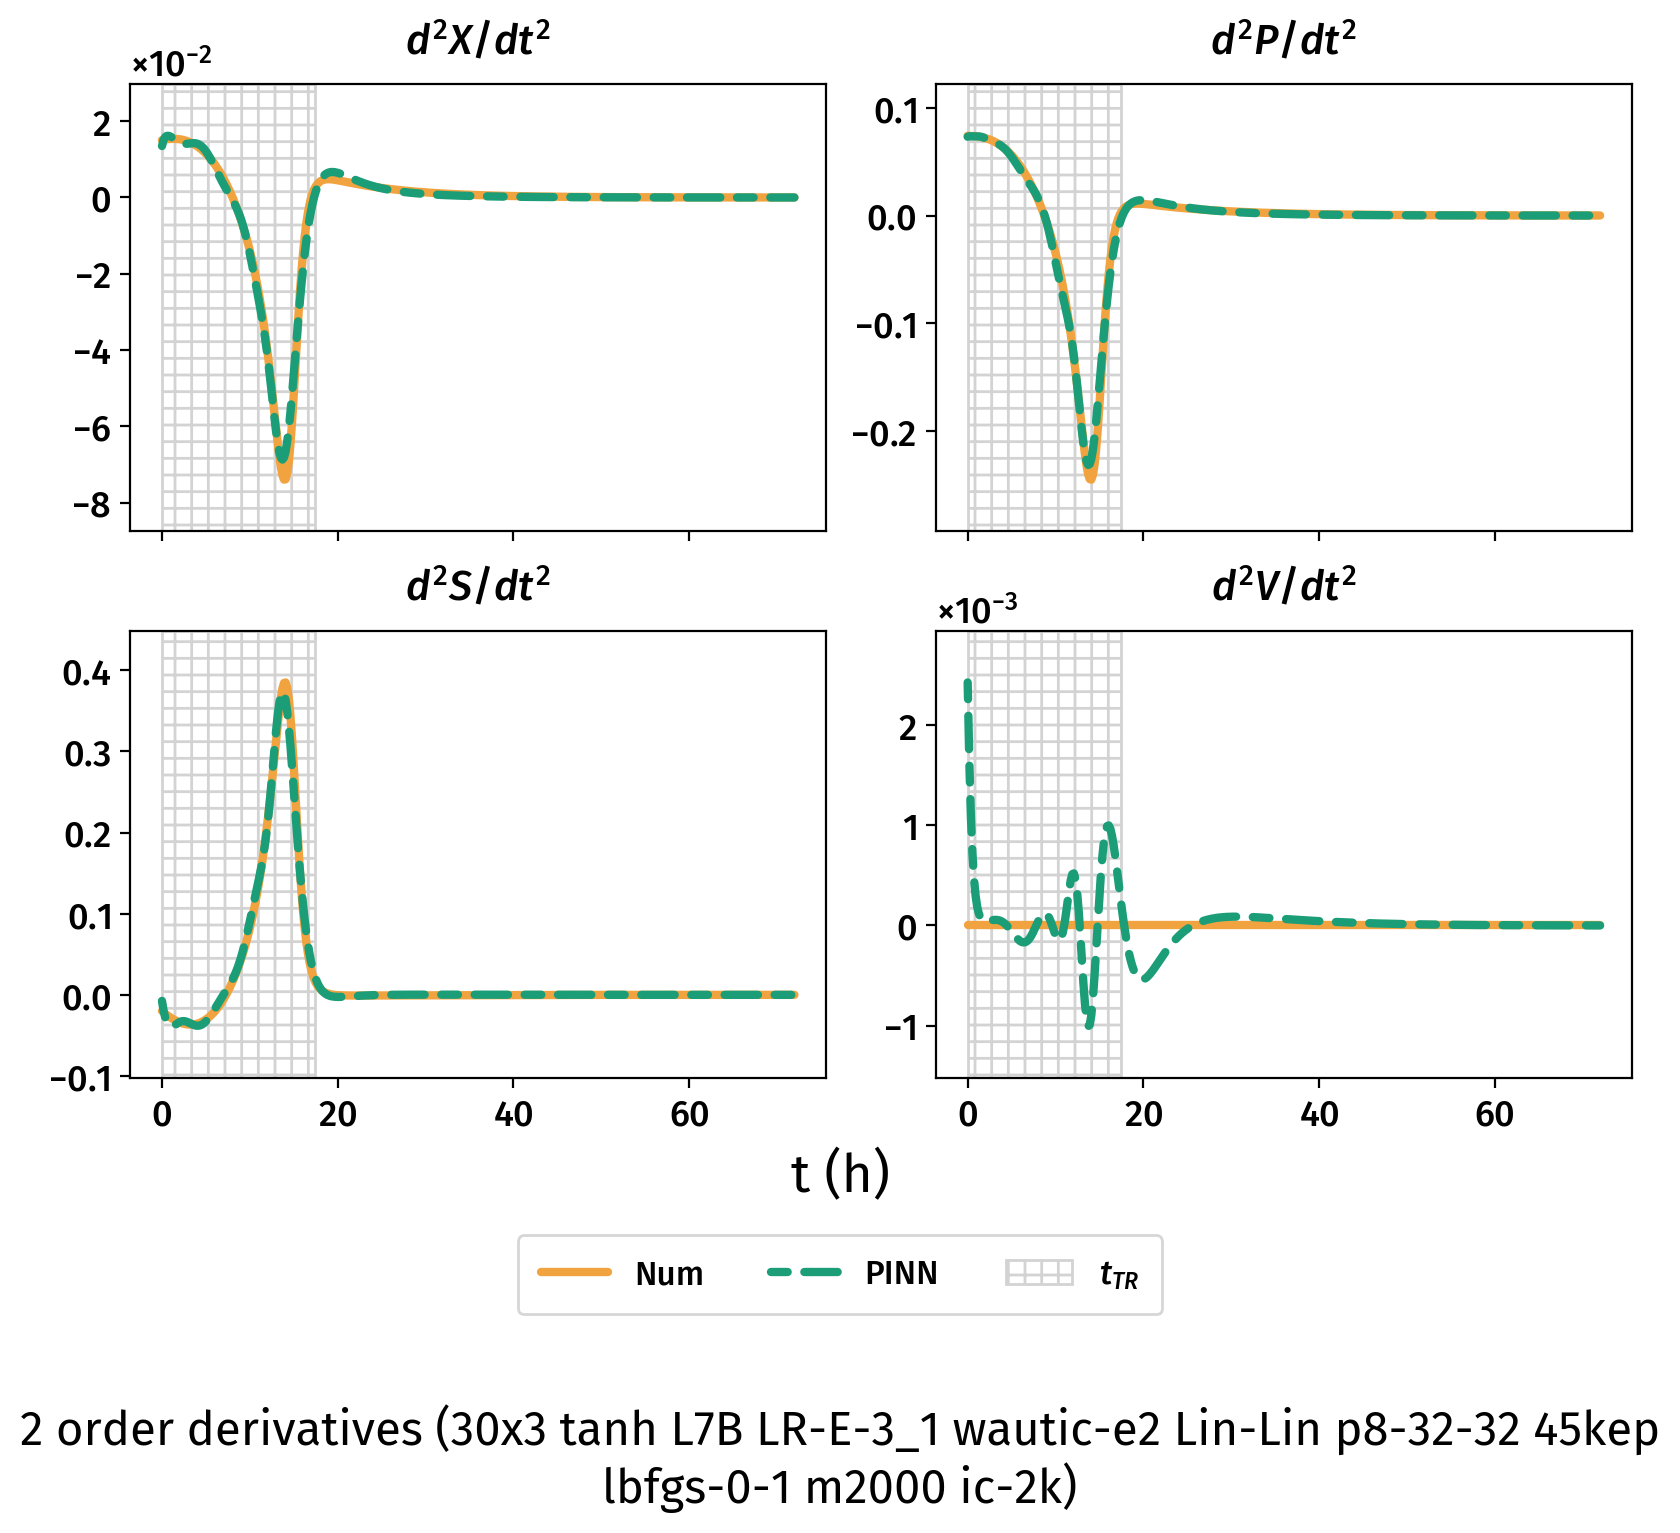 d²X/dt²
×10⁻²
2
0
−2
−4
−6
−8
d²P/dt²
0.1
0.0
−0.1
−0.2
d²S/dt²
0.4
0.3
0.2
0.1
0.0
−0.1
0 20 40 60
d²V/dt²
×10⁻³
2
1
0
−1
0 20 40 60
t (h)
Num PINN t_TR
2 order derivatives (30x3 tanh L7B LR-E-3_1 wautic-e2 Lin-Lin p8-32-32 45kep
lbfgs-0-1 m2000 ic-2k)